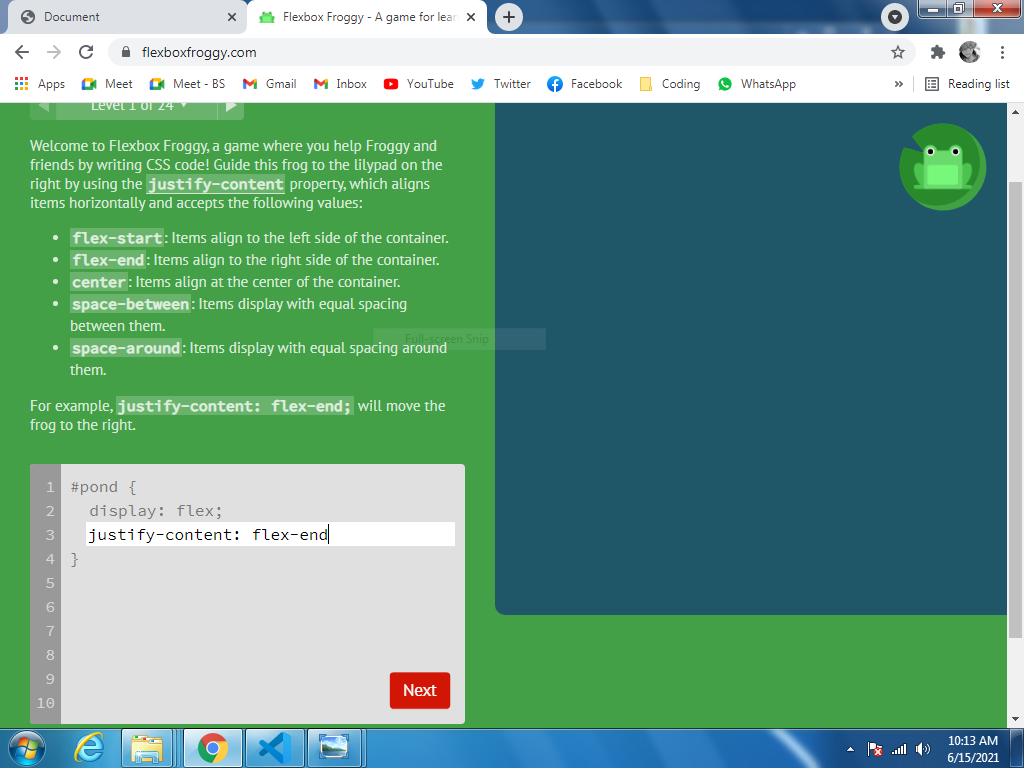 Document
Flexbox Froggy - A game for lear
flexboxfroggy.com
Apps Meet Meet - BS Gmail Inbox YouTube Twitter Facebook Coding WhatsApp » Reading list
Level 1 of 24
Welcome to Flexbox Froggy, a game where you help Froggy and
friends by writing CSS code! Guide this frog to the lilypad on the
right by using the justify-content property, which aligns
items horizontally and accepts the following values:
• flex-start: Items align to the left side of the container.
• flex-end: Items align to the right side of the container.
• center: Items align at the center of the container.
• space-between: Items display with equal spacing
between them.
• space-around: Items display with equal spacing around
them.
Full-screen Snip
For example, justify-content: flex-end; will move the
frog to the right.
1 #pond {
2 display: flex;
3 justify-content: flex-end
4 }
5
6
7
8
9
10
Next
10:13 AM
6/15/2021